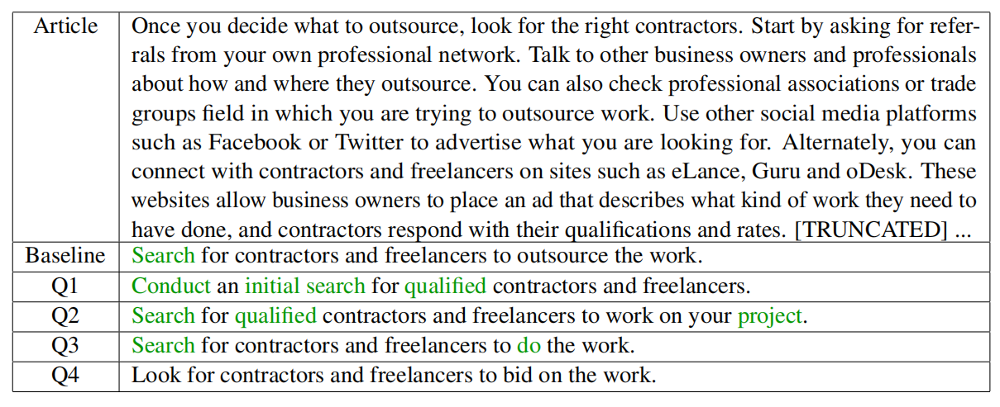 Article Once you decide what to outsource, look for the right contractors. Start by asking for refer-
rals from your own professional network. Talk to other business owners and professionals
about how and where they outsource. You can also check professional associations or trade
groups field in which you are trying to outsource work. Use other social media platforms
such as Facebook or Twitter to advertise what you are looking for. Alternately, you can
connect with contractors and freelancers on sites such as eLance, Guru and oDesk. These
websites allow business owners to place an ad that describes what kind of work they need to
have done, and contractors respond with their qualifications and rates. [TRUNCATED] ...
Baseline Search for contractors and freelancers to outsource the work.
Q1 Conduct an initial search for qualified contractors and freelancers.
Q2 Search for qualified contractors and freelancers to work on your project.
Q3 Search for contractors and freelancers to do the work.
Q4 Look for contractors and freelancers to bid on the work.